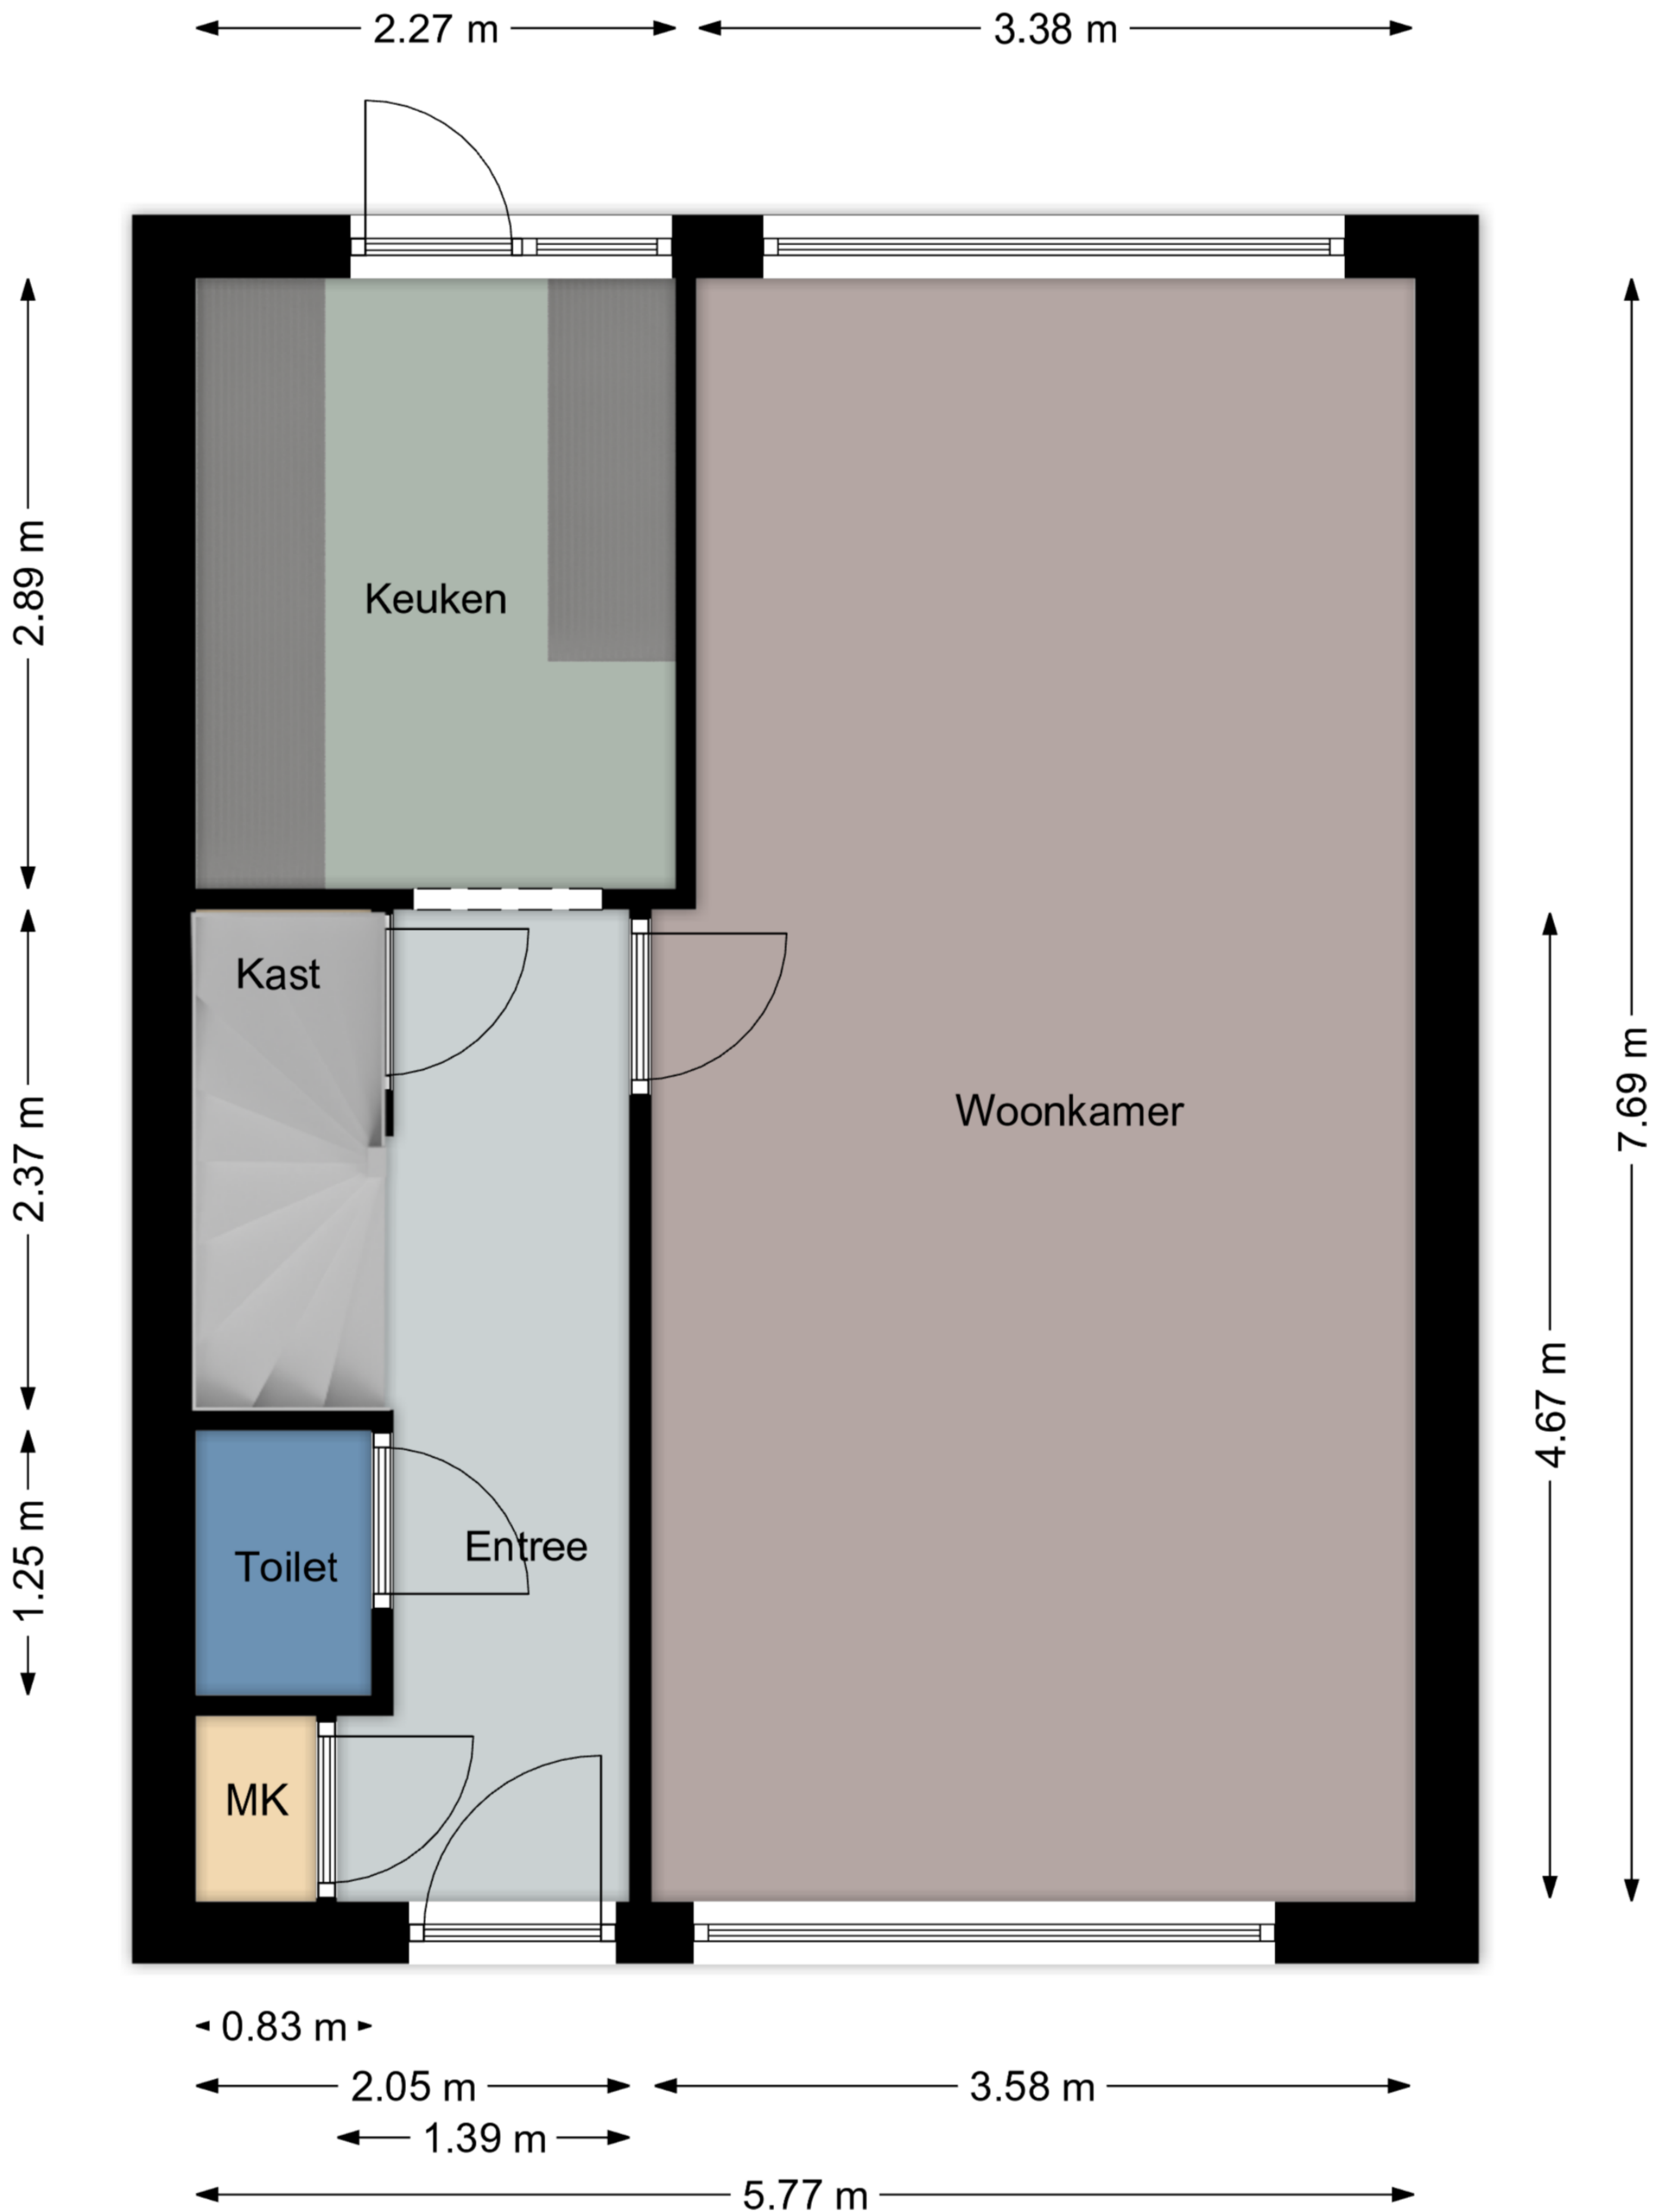 2.27 m
3.38 m
2.89 m
Keuken
Kast
7.69 m
Woonkamer
2.37 m
4.67 m
1.25 m
Entree
Toilet
MK
0.83 m
2.05 m
3.58 m
1.39 m
5.77 m